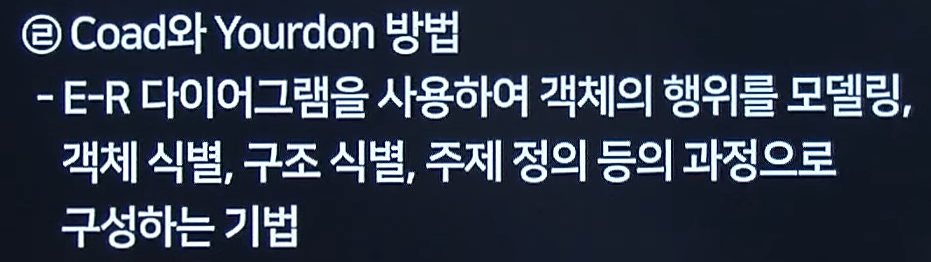 ㉣ Coad와 Yourdon 방법
- E-R 다이어그램을 사용하여 객체의 행위를 모델링,
객체 식별, 구조 식별, 주제 정의 등의 과정으로
구성하는 기법